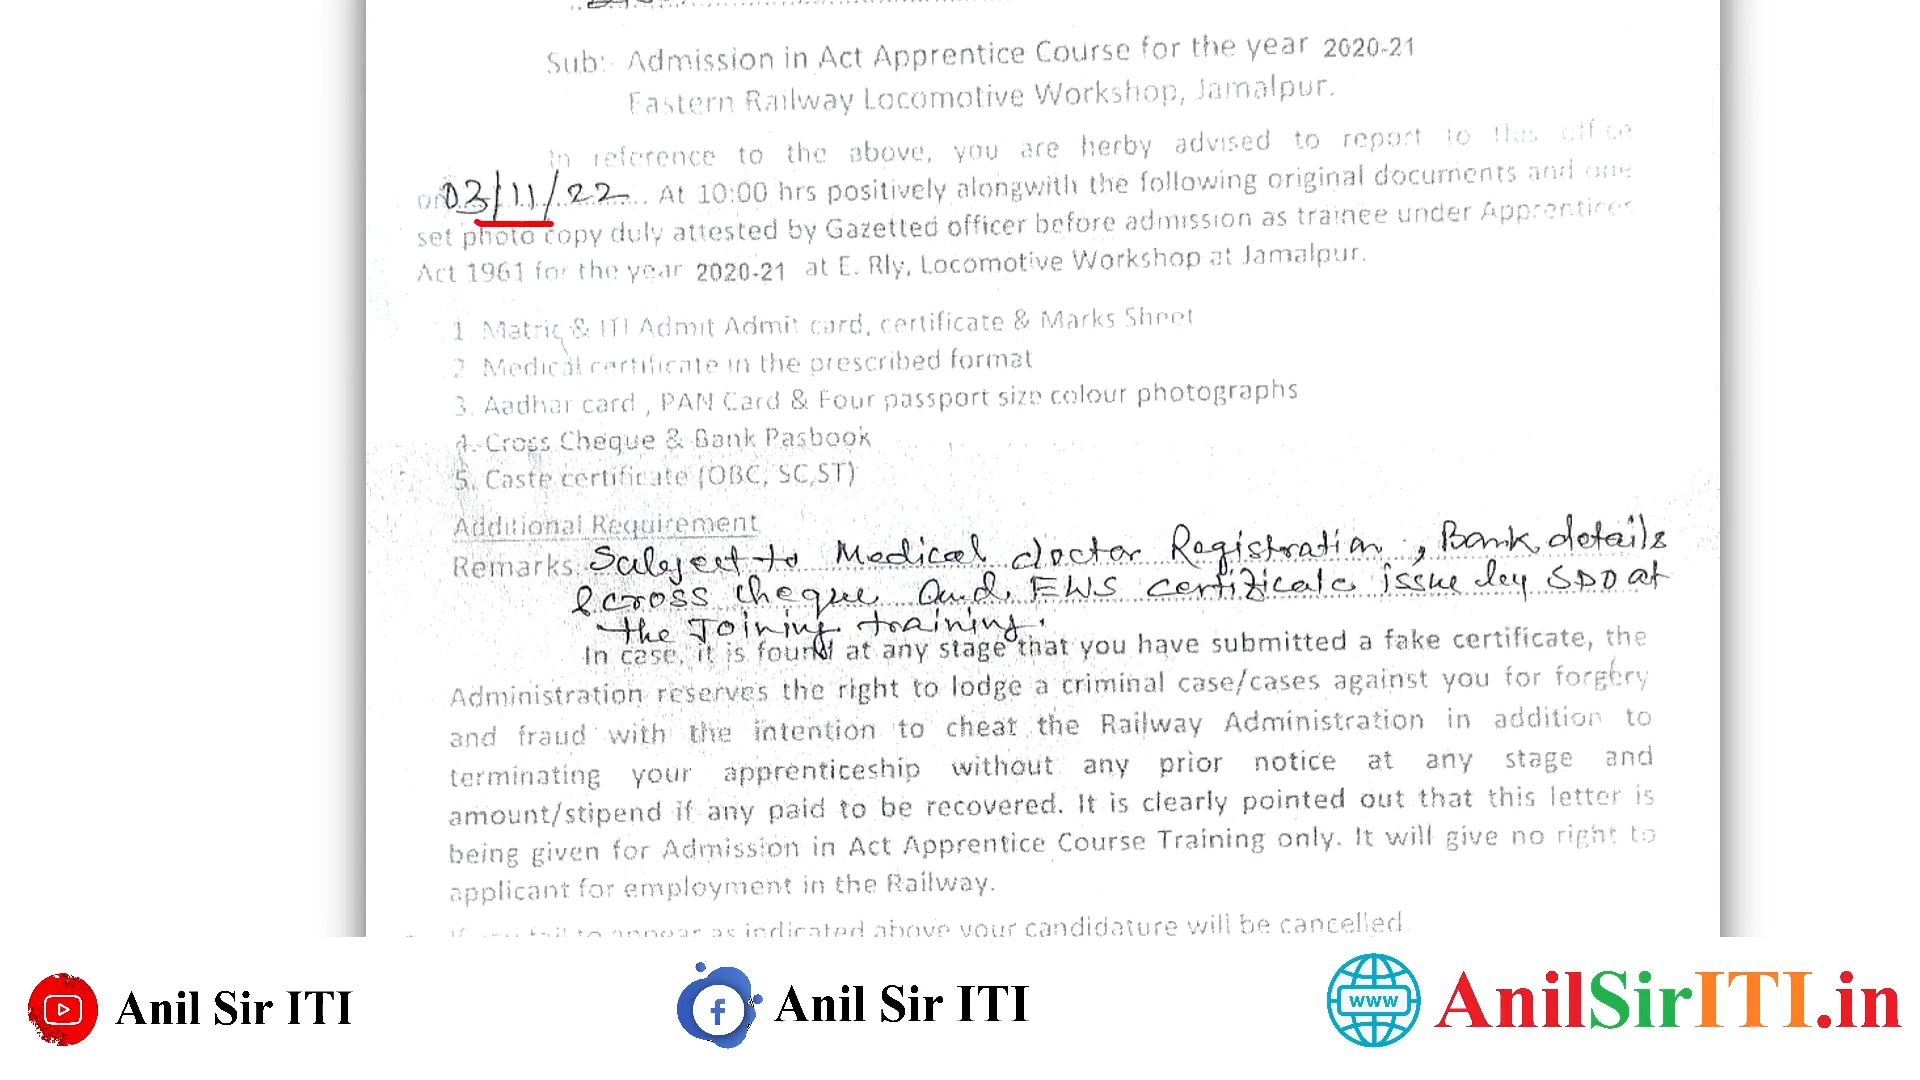 Sub:- Admission in Act Apprentice Course for the year 2020-21
Eastern Railway Locomotive Workshop, Jamalpur.
In reference to the above, you are herby advised to report to this office
on 03/11/22 At 10:00 hrs positively alongwith the following original documents and one
set photo copy duly attested by Gazetted officer before admission as trainee under Apprentices
Act 1961 for the year 2020-21 at E. Rly, Locomotive Workshop at Jamalpur.
1. Matric & ITI Admit Admit card, certificate & Marks Sheet
2. Medical certificate in the prescribed format
3. Aadhar card , PAN Card & Four passport size colour photographs
4. Cross Cheque & Bank Pasbook
5. Caste certificate (OBC, SC,ST)
Additional Requirement
Remarks: Subject to Medical doctor Registration, Bank details
& cross cheque and EWS certificate issue by SDO at
the Joining training.
In case, it is found at any stage that you have submitted a fake certificate, the
Administration reserves the right to lodge a criminal case/cases against you for forgery
and fraud with the intention to cheat the Railway Administration in addition to
terminating your apprenticeship without any prior notice at any stage and
amount/stipend if any paid to be recovered. It is clearly pointed out that this letter is
being given for Admission in Act Apprentice Course Training only. It will give no right to
applicant for employment in the Railway.
If you fail to appear as indicated above your candidature will be cancelled
Anil Sir ITI
f Anil Sir ITI
www AnilSirITI.in